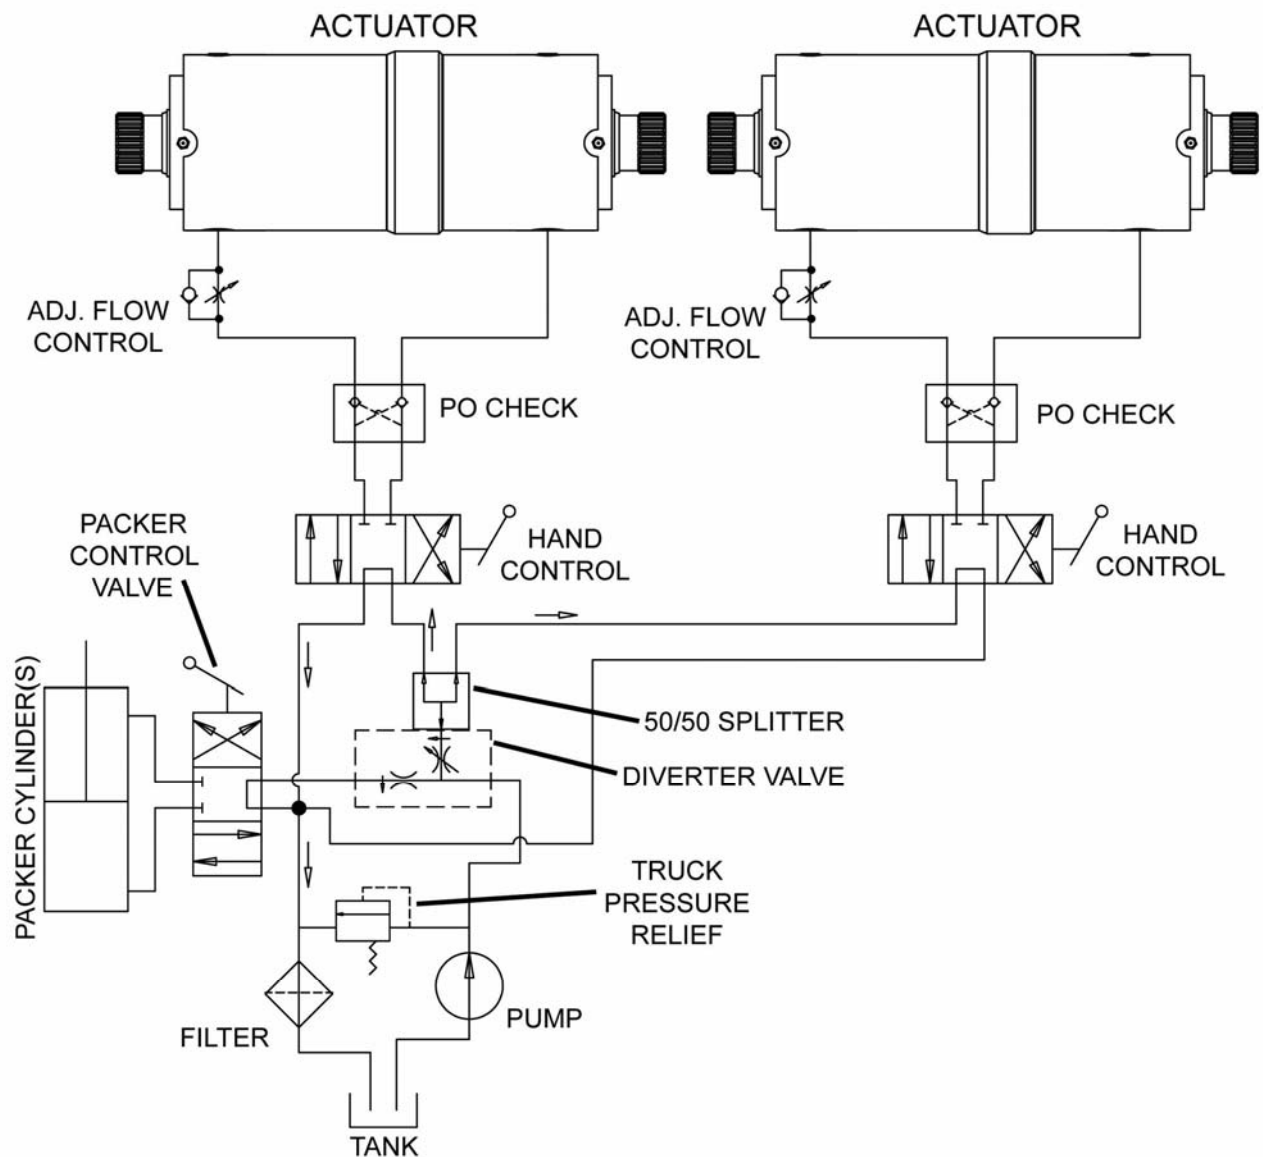 ACTUATOR
ACTUATOR
ADJ. FLOW
CONTROL
ADJ. FLOW
CONTROL
PO CHECK
PO CHECK
PACKER
CONTROL
VALVE
HAND
CONTROL
HAND
CONTROL
PACKER CYLINDER(S)
50/50 SPLITTER
DIVERTER VALVE
TRUCK
PRESSURE
RELIEF
FILTER
PUMP
TANK